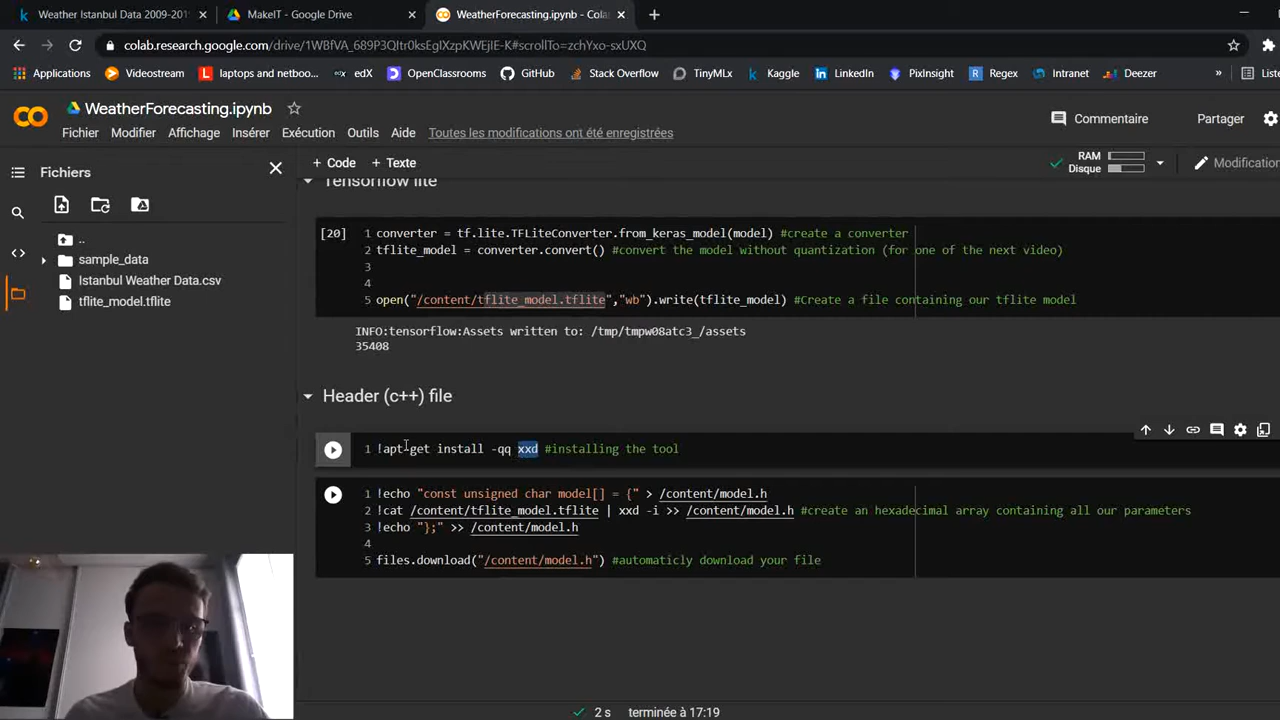 Weather Istanbul Data 2009-201
MakeIT - Google Drive
WeatherForecasting.ipynb - Colab
colab.research.google.com/drive/1WBfVA_689P3QItr0ksEgIXzpKWEJIE-K#scrollTo=zchYxo-sxUXQ
Applications
Videostream
laptops and netboo...
edX
OpenClassrooms
GitHub
Stack Overflow
TinyMLx
Kaggle
LinkedIn
PixInsight
Regex
Intranet
Deezer
»
Liste
WeatherForecasting.ipynb
Fichier Modifier Affichage Insérer Exécution Outils Aide Toutes les modifications ont été enregistrées
Commentaire
Partager
Fichiers
+ Code + Texte
RAM
Disque
Modification
..
sample_data
Istanbul Weather Data.csv
tflite_model.tflite
Tensorflow lite
[20]
1 converter = tf.lite.TFLiteConverter.from_keras_model(model) #create a converter
2 tflite_model = converter.convert() #convert the model without quantization (for one of the next video)
3
4
5 open("/content/tflite_model.tflite","wb").write(tflite_model) #Create a file containing our tflite model
INFO:tensorflow:Assets written to: /tmp/tmpw08atc3_/assets
35408
Header (c++) file
1 !apt-get install -qq xxd #installing the tool
1 !echo "const unsigned char model[] = {" > /content/model.h
2 !cat /content/tflite_model.tflite | xxd -i >> /content/model.h #create an hexadecimal array containing all our parameters
3 !echo "};" >> /content/model.h
4
5 files.download("/content/model.h") #automaticly download your file
2 s terminée à 17:19